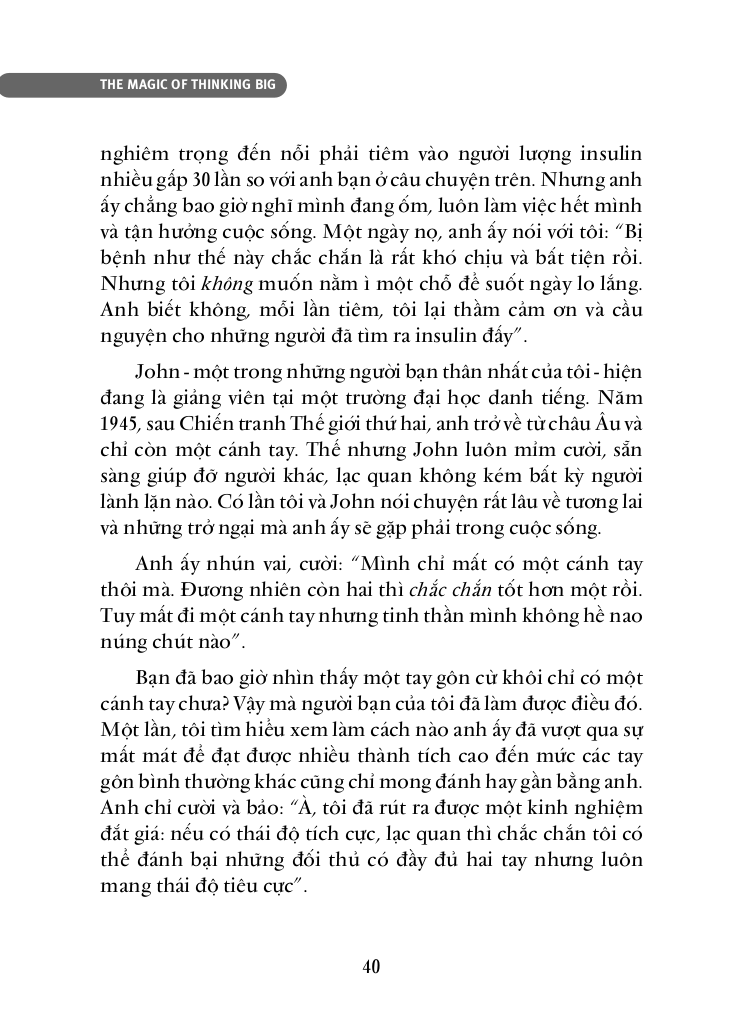 THE MAGIC OF THINKING BIG
nghiêm trọng đến nỗi phải tiêm vào người lượng insulin
nhiều gấp 30 lần so với anh bạn ở câu chuyện trên. Nhưng anh
ấy chẳng bao giờ nghĩ mình đang ốm, luôn làm việc hết mình
và tận hưởng cuộc sống. Một ngày nọ, anh ấy nói với tôi: “Bị
bệnh như thế này chắc chắn là rất khó chịu và bất tiện rồi.
Nhưng tôi không muốn nằm ì một chỗ để suốt ngày lo lắng.
Anh biết không, mỗi lần tiêm, tôi lại thầm cảm ơn và cầu
nguyện cho những người đã tìm ra insulin đấy”.
John - một trong những người bạn thân nhất của tôi - hiện
đang là giảng viên tại một trường đại học danh tiếng. Năm
1945, sau Chiến tranh Thế giới thứ hai, anh trở về từ châu Âu và
chỉ còn một cánh tay. Thế nhưng John luôn mỉm cười, sẵn
sàng giúp đỡ người khác, lạc quan không kém bất kỳ người
lành lặn nào. Có lần tôi và John nói chuyện rất lâu về tương lai
và những trở ngại mà anh ấy sẽ gặp phải trong cuộc sống.
Anh ấy nhún vai, cười: “Mình chỉ mất có một cánh tay
thôi mà. Đương nhiên còn hai thì chắc chắn tốt hơn một rồi.
Tuy mất đi một cánh tay nhưng tinh thần mình không hề nao
núng chút nào”.
Bạn đã bao giờ nhìn thấy một tay gôn cừ khôi chỉ có một
cánh tay chưa? Vậy mà người bạn của tôi đã làm được điều đó.
Một lần, tôi tìm hiểu xem làm cách nào anh ấy đã vượt qua sự
mất mát để đạt được nhiều thành tích cao đến mức các tay
gôn bình thường khác cũng chỉ mong đánh hay gần bằng anh.
Anh chỉ cười và bảo: “À, tôi đã rút ra được một kinh nghiệm
đắt giá: nếu có thái độ tích cực, lạc quan thì chắc chắn tôi có
thể đánh bại những đối thủ có đầy đủ hai tay nhưng luôn
mang thái độ tiêu cực”.
40